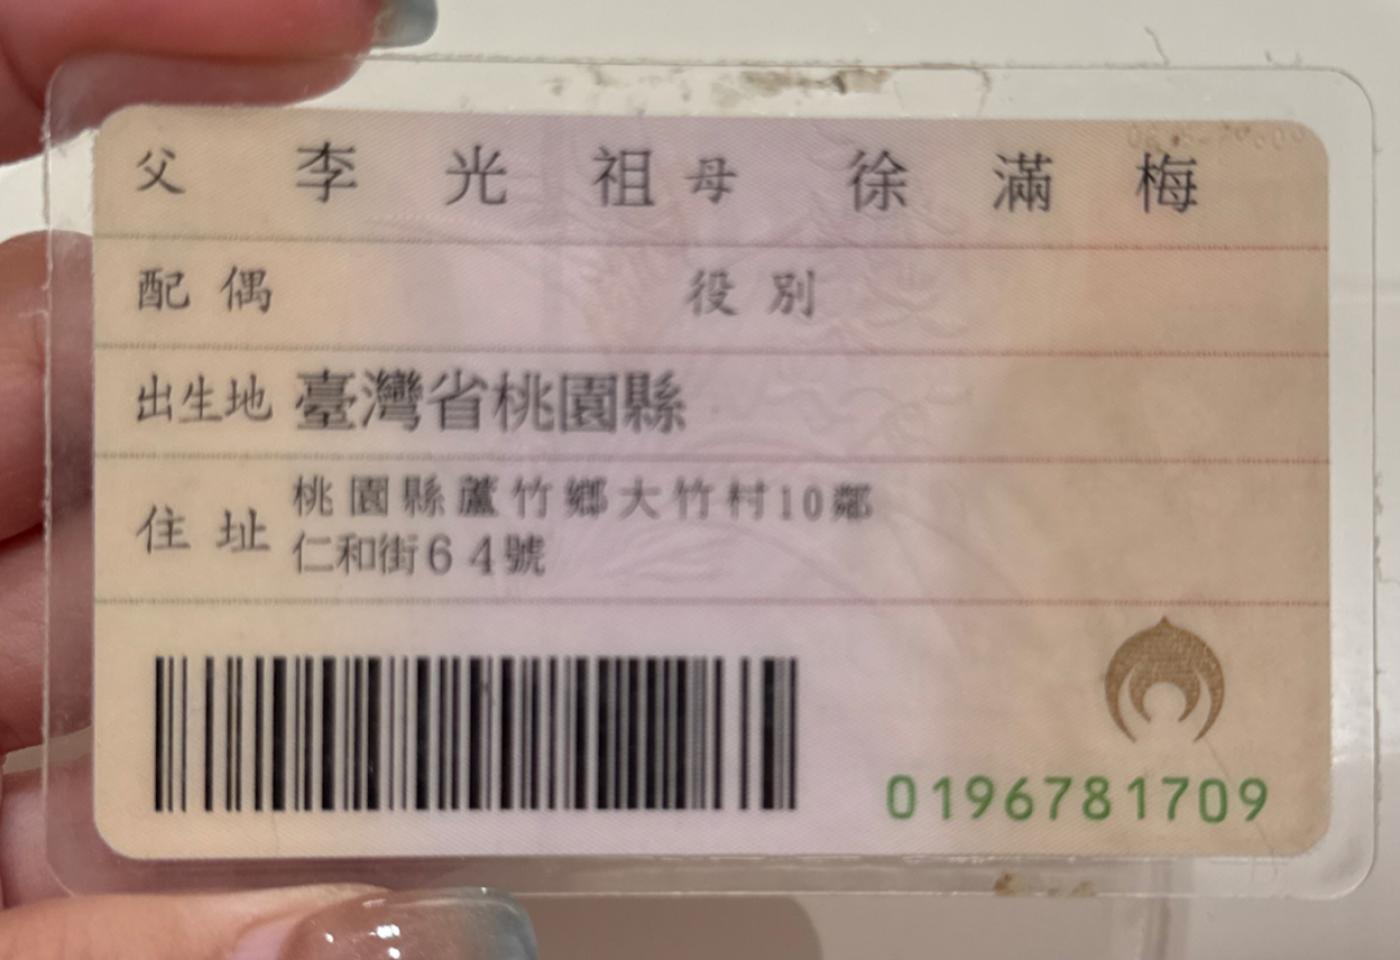 父 李光祖 母 徐滿梅
配偶 役別
出生地 臺灣省桃園縣
住址 桃園縣蘆竹鄉大竹村10鄰
仁和街64號
0196781709